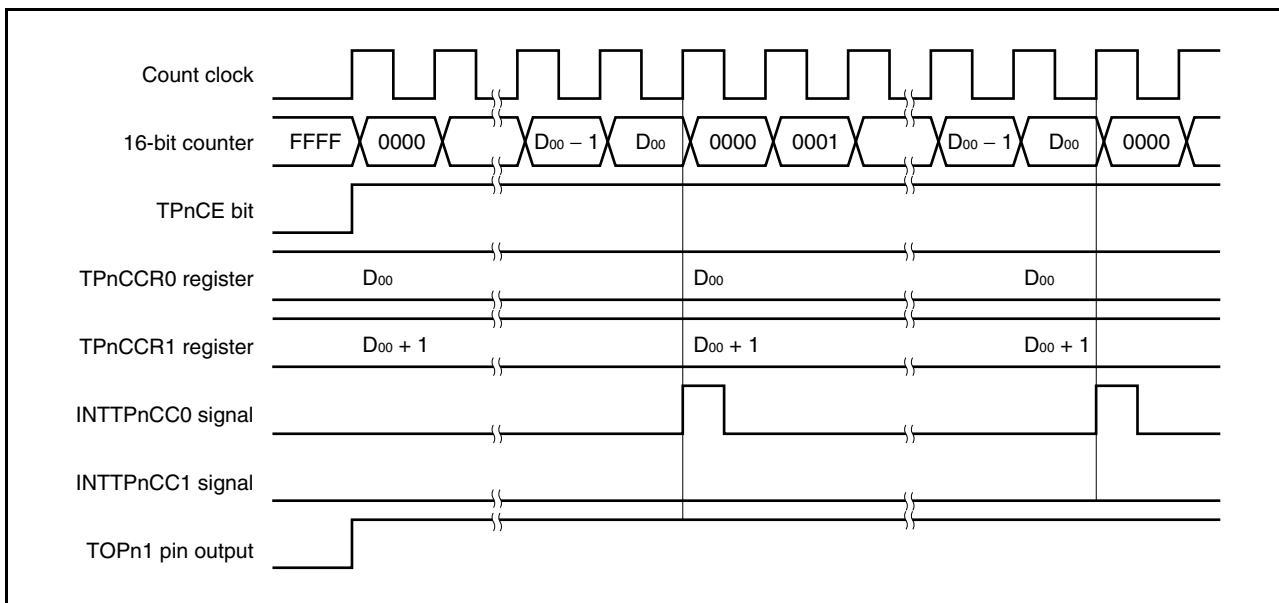 Count clock
16-bit counter FFFF 0000 D00 − 1 D00 0000 0001 D00 − 1 D00 0000
TPnCE bit
TPnCCR0 register D00 D00 D00
TPnCCR1 register D00 + 1 D00 + 1 D00 + 1
INTTPnCC0 signal
INTTPnCC1 signal
TOPn1 pin output